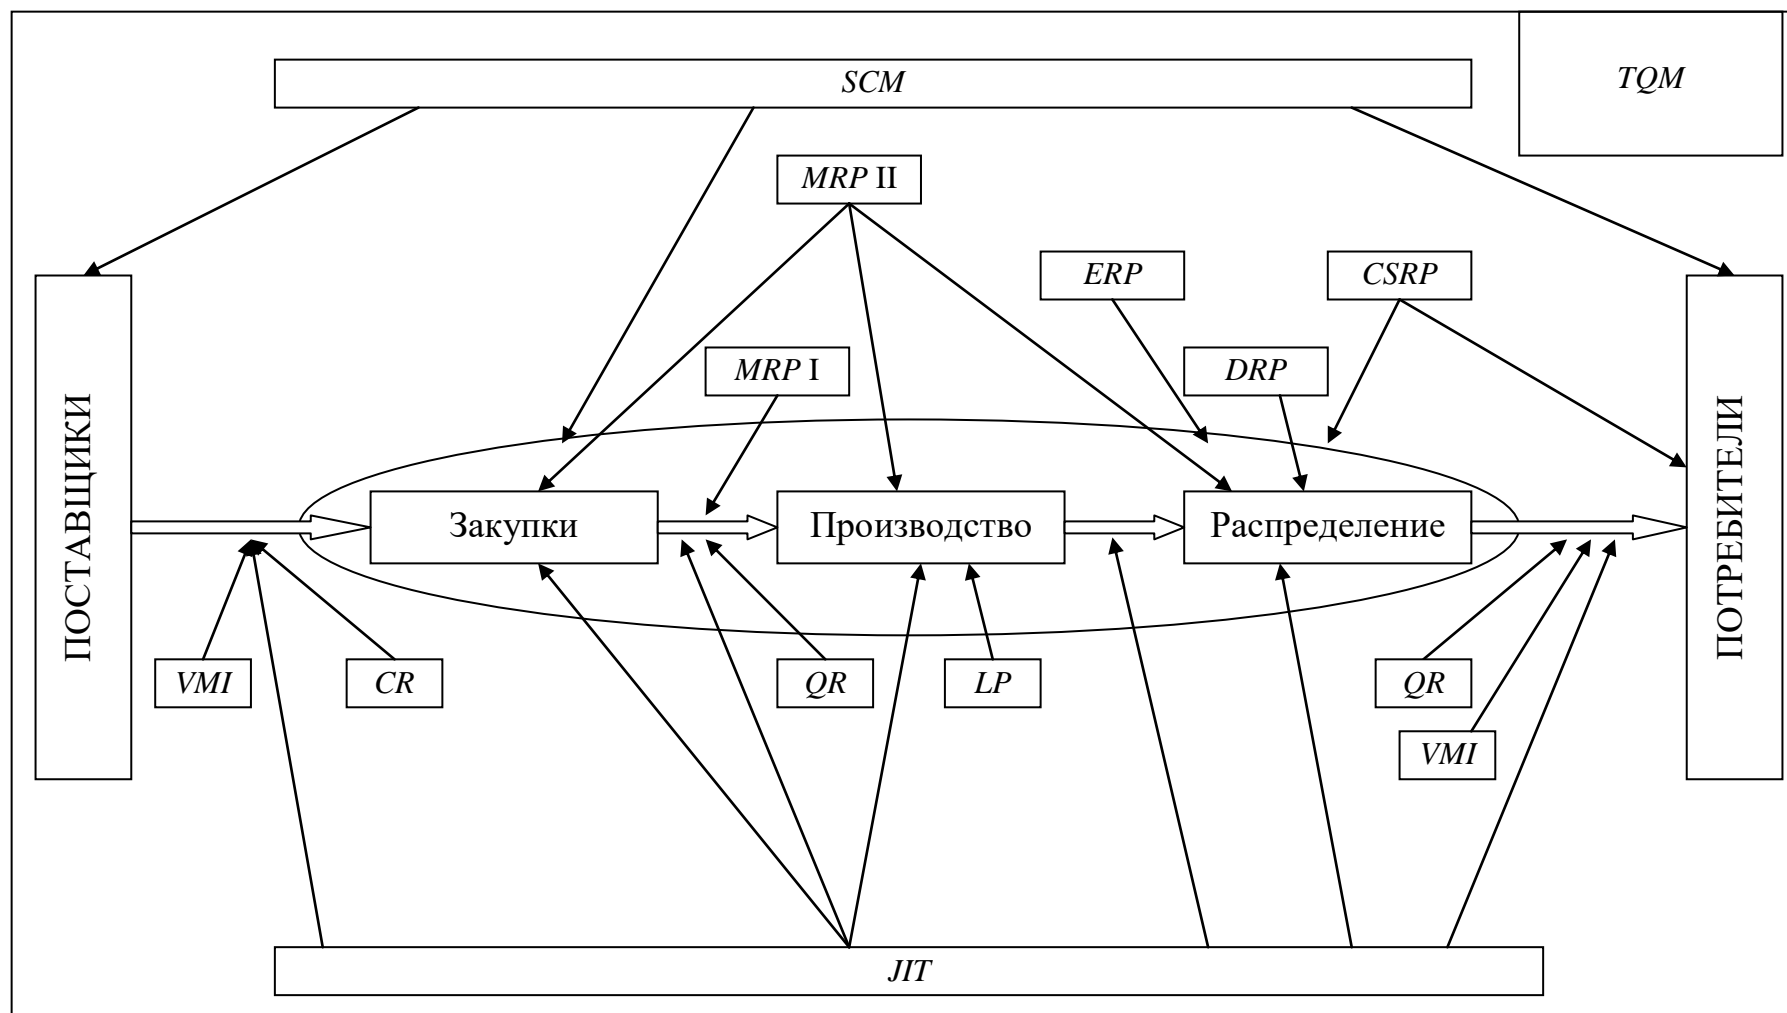 SCM
TQM
MRP II
ERP
CSRP
MRP I
DRP
ПОСТАВЩИКИ
Закупки
Производство
Распределение
ПОТРЕБИТЕЛИ
VMI
CR
QR
LP
QR
VMI
JIT